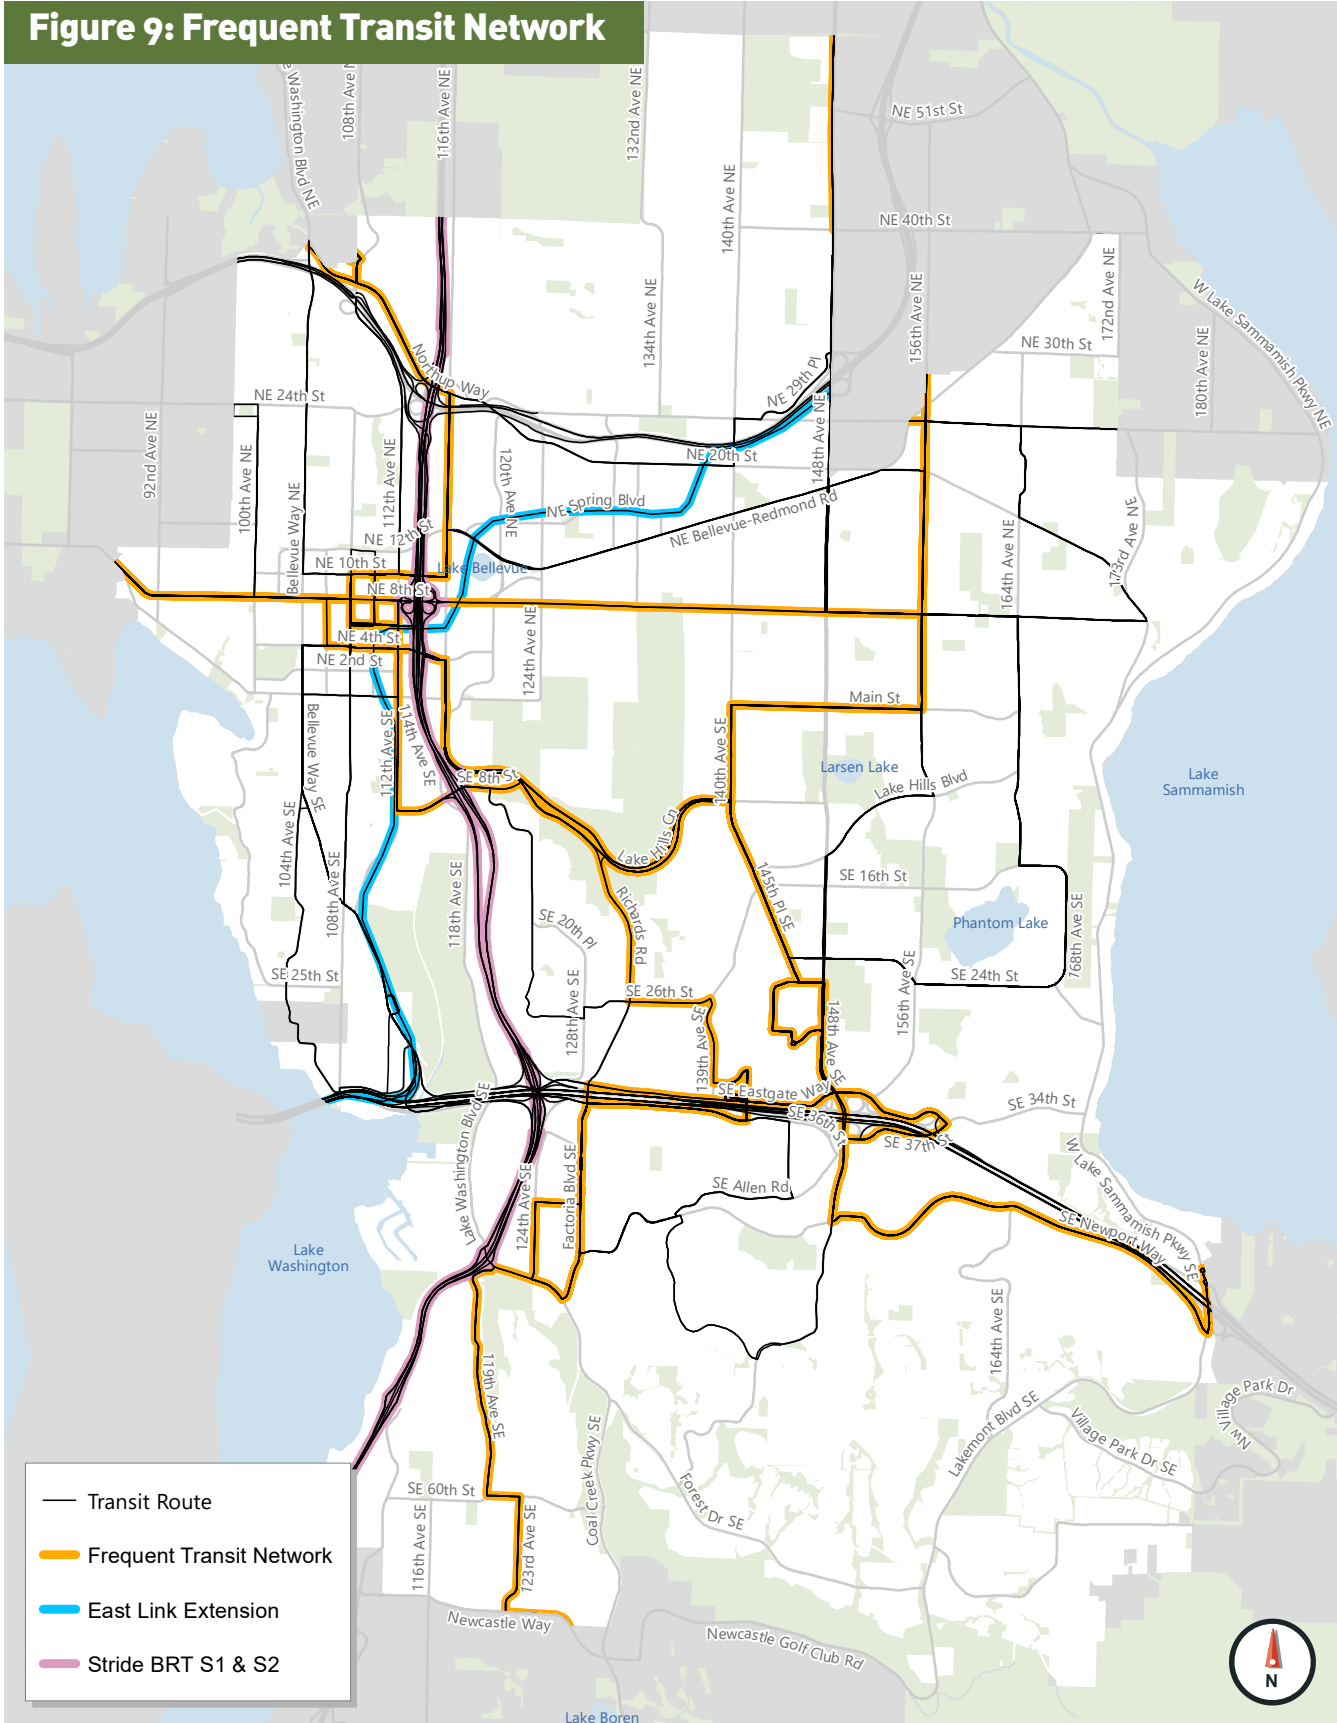 Figure 9: Frequent Transit Network
e Washington Blvd NE
108th Ave N
116th Ave NE
132nd Ave NE
NE 51st St
140th Ave NE
NE 40th St
134th Ave NE
156th Ave NE
172nd Ave NE
W Lake Sammamish Pkwy NE
180th Ave NE
NE 30th St
Northup Way
NE 29th Pl
NE 24th St
92nd Ave NE
100th Ave NE
Bellevue Way NE
112th Ave NE
120th Ave NE
NE 20th St
148th Ave NE
NE Spring Blvd
NE Bellevue-Redmond Rd
NE 12th St
NE 10th St
Lake Bellevue
NE 8th St
164th Ave NE
173rd Ave NE
NE 4th St
NE 2nd St
124th Ave NE
Main St
Bellevue Way SE
112th Ave SE
114th Ave SE
140th Ave SE
SE 8th St
Larsen Lake
Lake Hills Blvd
Lake
Sammamish
104th Ave SE
108th Ave SE
118th Ave SE
Lake Hills Cn
145th Pl SE
SE 16th St
Richards Rd
SE 20th Pl
Phantom Lake
168th Ave SE
SE 25th St
128th Ave SE
SE 26th St
156th Ave SE
SE 24th St
139th Ave SE
148th Ave SE
SE Eastgate Way
SE 36th St
SE 34th St
SE 37th St
Lake Washington Blvd SE
124th Ave SE
Factoria Blvd SE
SE Allen Rd
W Lake Sammamish Pkwy SE
SE Newport Way
Lake
Washington
164th Ave SE
119th Ave SE
Village Park Dr
NW Village Park Dr
Lakemont Blvd SE
Village Park Dr SE
Coal Creek Pkwy SE
Forest Dr SE
SE 60th St
116th Ave SE
123rd Ave SE
Newcastle Way
Newcastle Golf Club Rd
Lake Boren
Transit Route
Frequent Transit Network
East Link Extension
Stride BRT S1 & S2
N